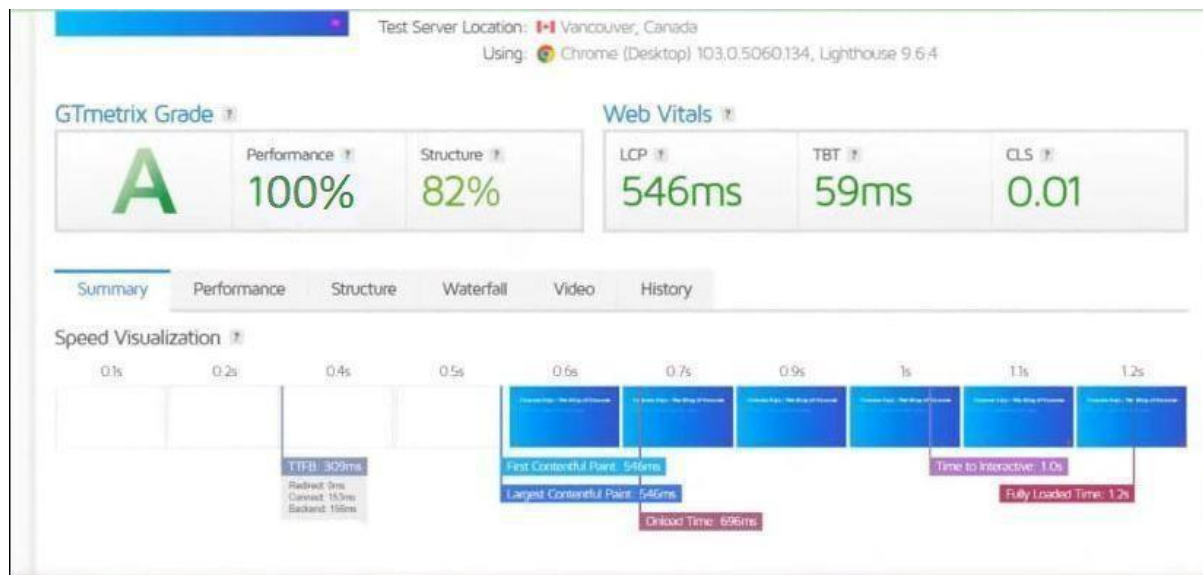 Test Server Location: Vancouver, Canada
Using: Chrome (Desktop) 103.0.5060.134, Lighthouse 9.6.4
GTmetrix Grade ?
Web Vitals ?
A
Performance ?
100%
Structure ?
82%
LCP ?
546ms
TBT ?
59ms
CLS ?
0.01
Summary Performance Structure Waterfall Video History
Speed Visualization ?
0.1s 0.2s 0.4s 0.5s 0.6s 0.7s 0.9s 1s 1.1s 1.2s
TTFB: 309ms
Redirect: 0ms
Connect: 153ms
Backend: 156ms
First Contentful Paint: 546ms
Largest Contentful Paint: 546ms
Onload Time: 696ms
Time to Interactive: 1.0s
Fully Loaded Time: 1.2s